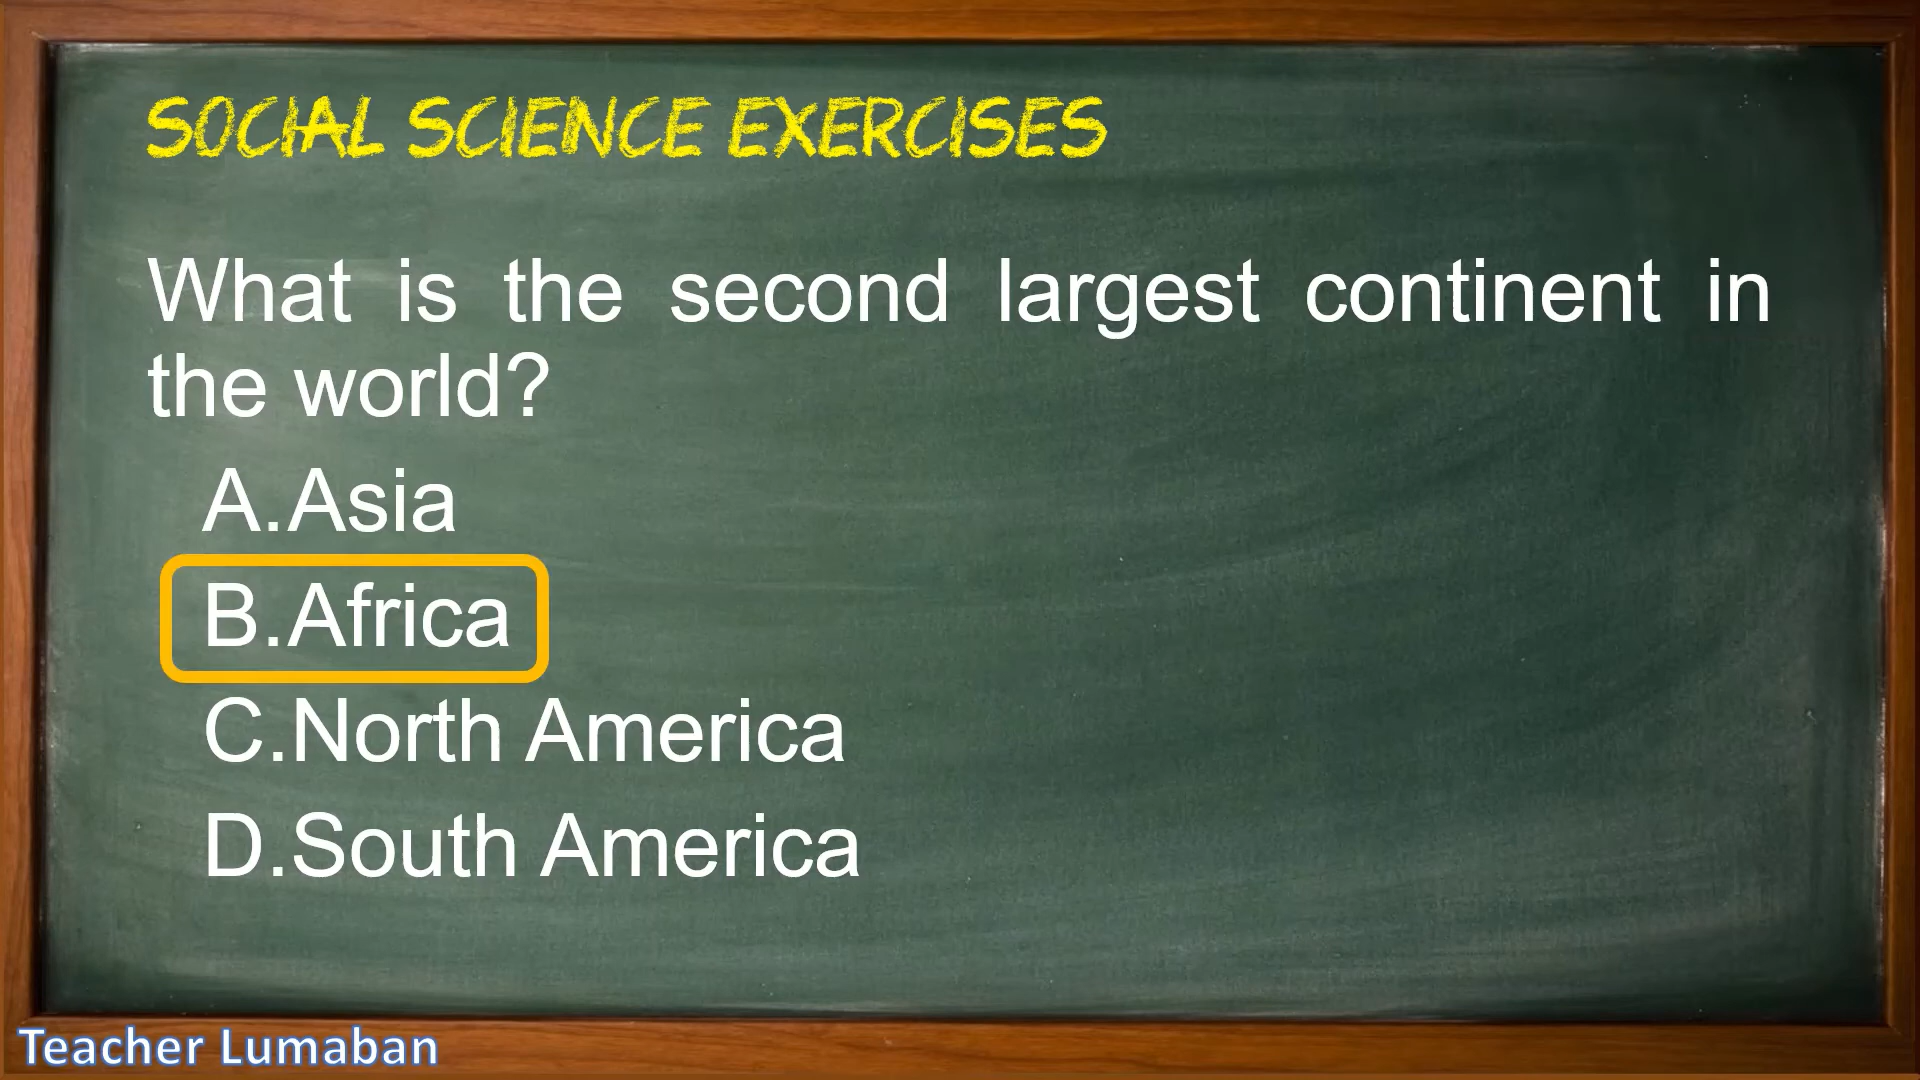 SOCIAL SCIENCE EXERCISES
What is the second largest continent in
the world?
A.Asia
B.Africa
C.North America
D.South America
Teacher Lumaban